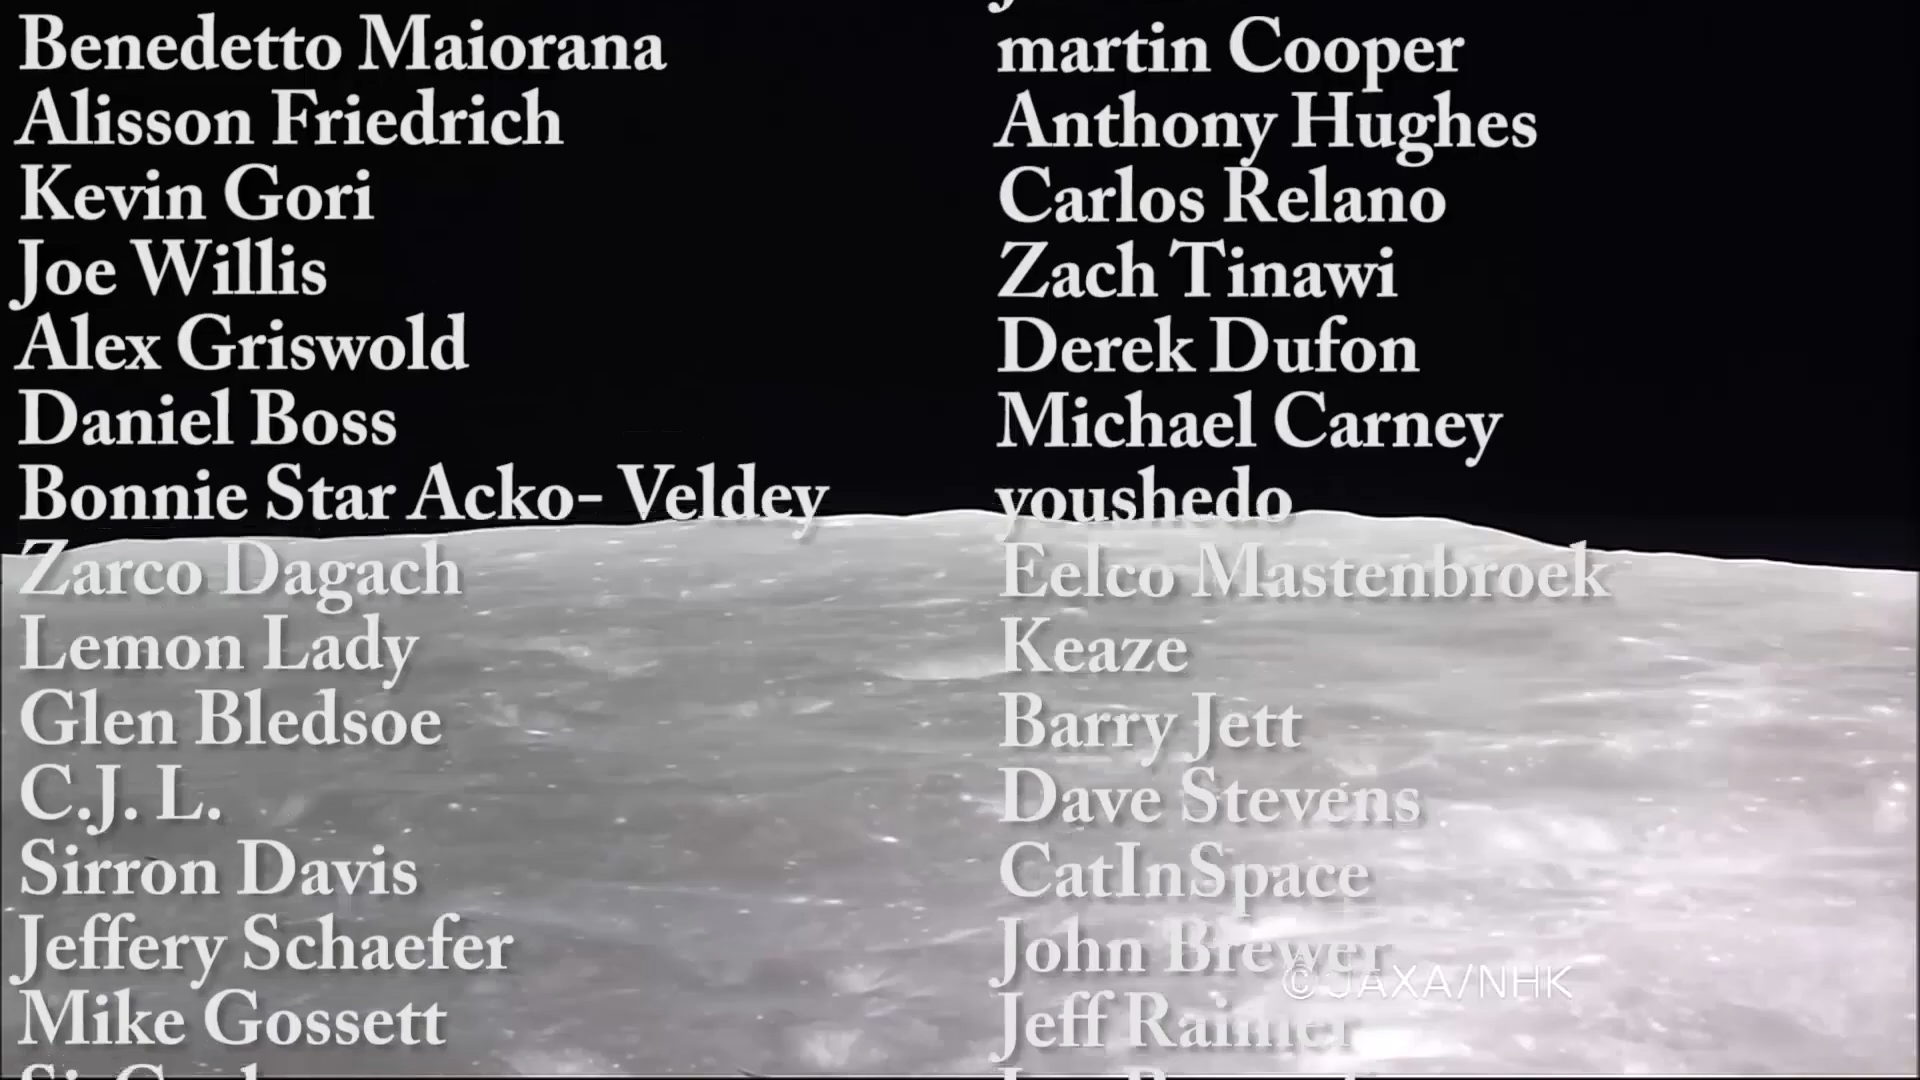 Benedetto Maiorana
Alisson Friedrich
Kevin Gori
Joe Willis
Alex Griswold
Daniel Boss
Bonnie Star Acko- Veldey
Zarco Dagach
Lemon Lady
Glen Bledsoe
C.J. L.
Sirron Davis
Jeffery Schaefer
Mike Gossett
martin Cooper
Anthony Hughes
Carlos Relano
Zach Tinawi
Derek Dufon
Michael Carney
youshedo
Eelco Mastenbroek
Keaze
Barry Jett
Dave Stevens
CatInSpace
John Brewer
©JAXA/NHK
Jeff Raimer